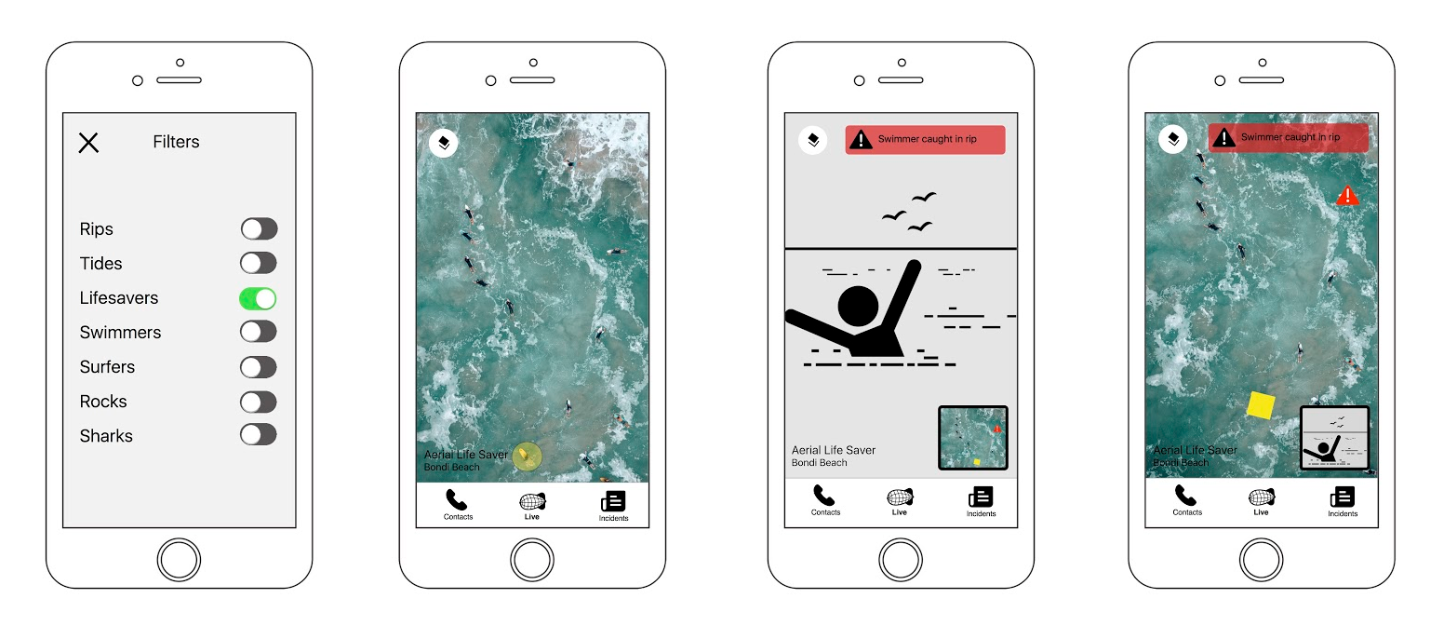 Filters
Rips
Tides
Lifesavers
Swimmers
Surfers
Rocks
Sharks
Aerial Life Saver
Bondi Beach
Contacts
Live
Incidents
Swimmer caught in rip
Aerial Life Saver
Bondi Beach
Contacts
Live
Incidents
Swimmer caught in rip
Aerial Life Saver
Bondi Beach
Contacts
Live
Incidents